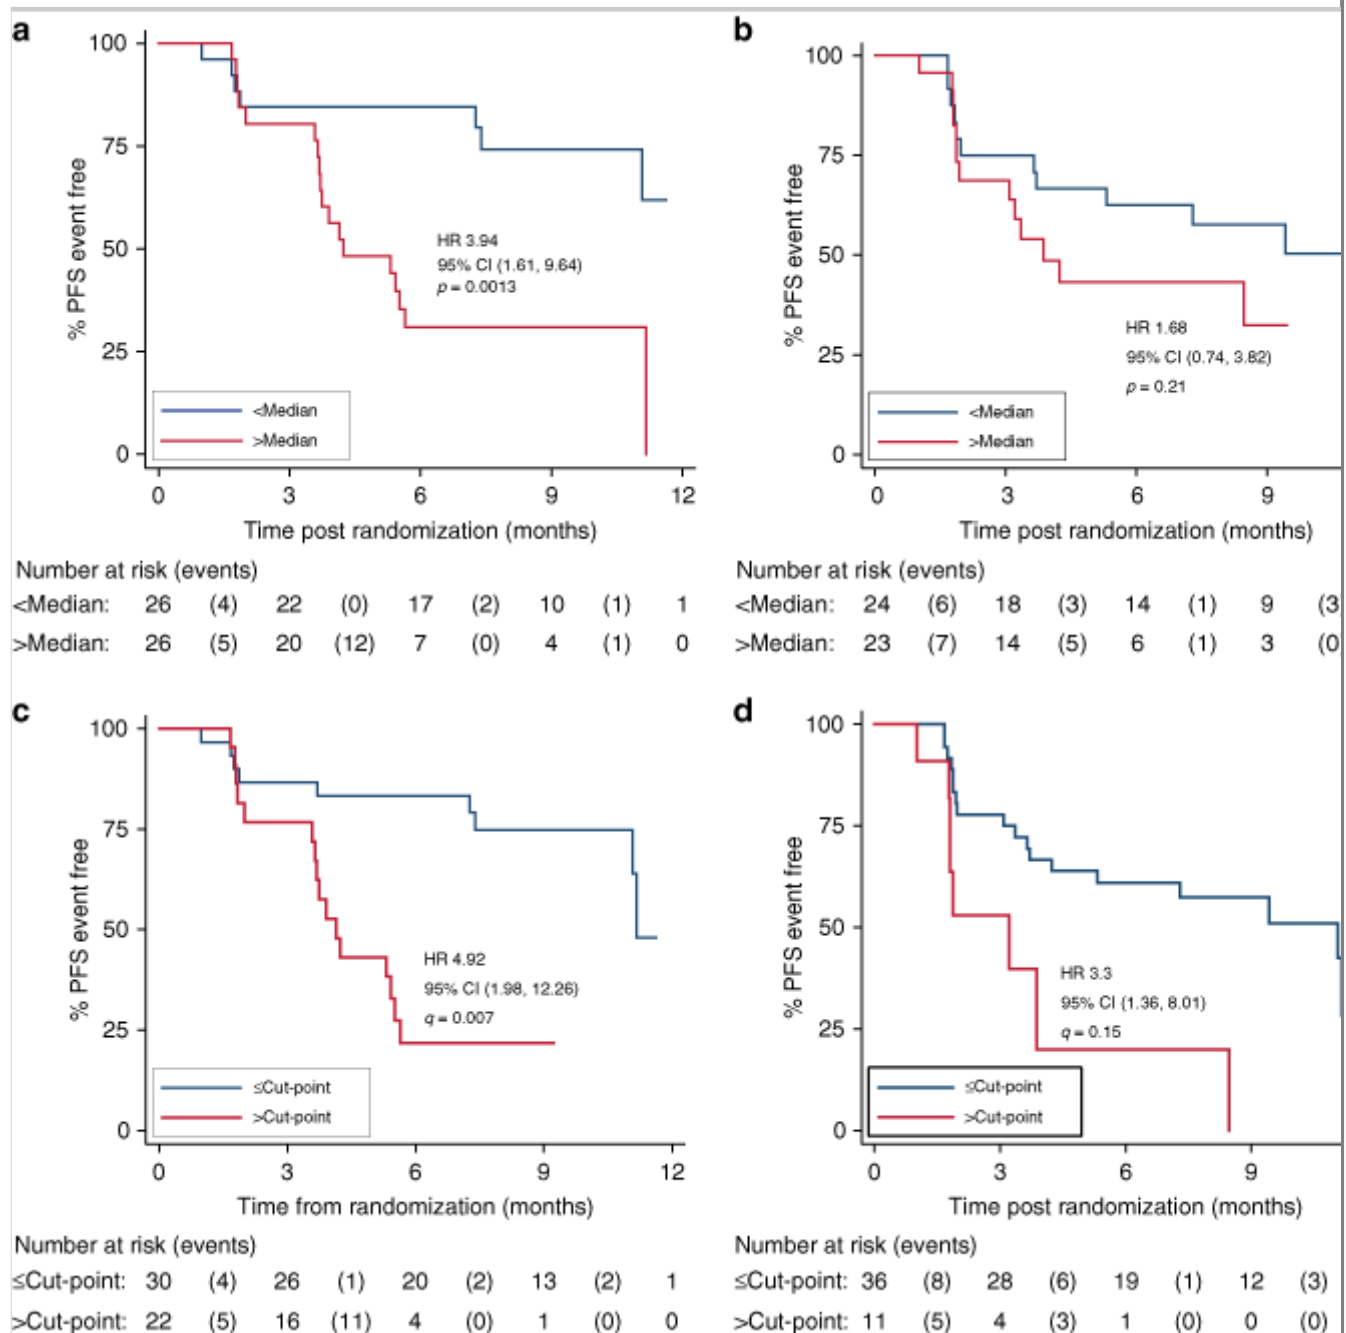 a
100
75
50
25
0
% PFS event free
HR 3.94
95% CI (1.61, 9.64)
p = 0.0013
<Median
>Median
0 3 6 9 12
Time post randomization (months)
Number at risk (events)
<Median: 26 (4) 22 (0) 17 (2) 10 (1) 1
>Median: 26 (5) 20 (12) 7 (0) 4 (1) 0
b
100
75
50
25
0
% PFS event free
HR 1.68
95% CI (0.74, 3.82)
p = 0.21
<Median
>Median
0 3 6 9
Time post randomization (months)
Number at risk (events)
<Median: 24 (6) 18 (3) 14 (1) 9 (3
>Median: 23 (7) 14 (5) 6 (1) 3 (0
c
100
75
50
25
0
% PFS event free
HR 4.92
95% CI (1.98, 12.26)
q = 0.007
≤Cut-point
>Cut-point
0 3 6 9 12
Time from randomization (months)
Number at risk (events)
≤Cut-point: 30 (4) 26 (1) 20 (2) 13 (2) 1
>Cut-point: 22 (5) 16 (11) 4 (0) 1 (0) 0
d
100
75
50
25
0
% PFS event free
HR 3.3
95% CI (1.36, 8.01)
q = 0.15
≤Cut-point
>Cut-point
0 3 6 9
Time post randomization (months)
Number at risk (events)
≤Cut-point: 36 (8) 28 (6) 19 (1) 12 (3)
>Cut-point: 11 (5) 4 (3) 1 (0) 0 (0)